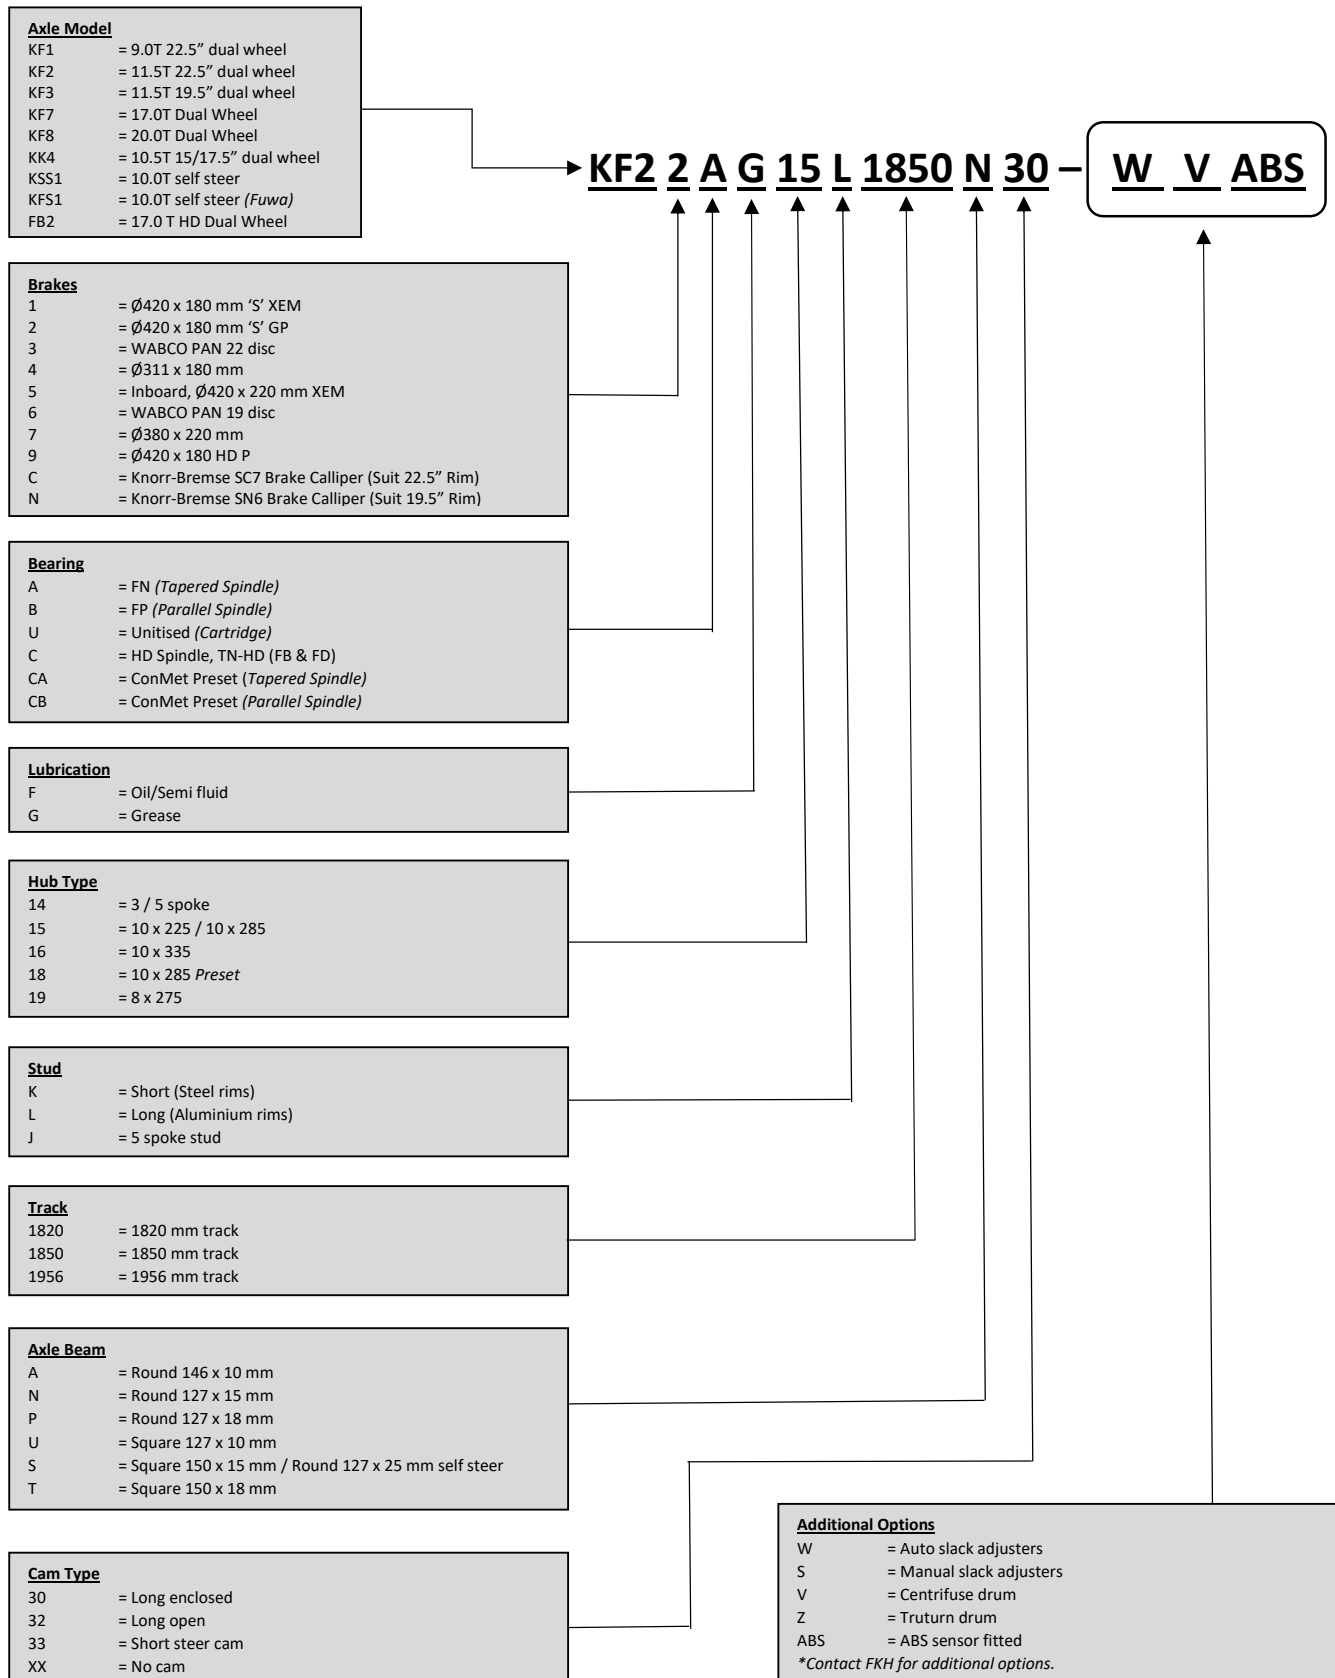 Axle Model
KF1 = 9.0T 22.5” dual wheel
KF2 = 11.5T 22.5” dual wheel
KF3 = 11.5T 19.5” dual wheel
KF7 = 17.0T Dual Wheel
KF8 = 20.0T Dual Wheel
KK4 = 10.5T 15/17.5” dual wheel
KSS1 = 10.0T self steer
KFS1 = 10.0T self steer (Fuwa)
FB2 = 17.0 T HD Dual Wheel
KF2 2 A G 15 L 1850 N 30 – W V ABS
Brakes
1 = Ø420 x 180 mm ‘S’ XEM
2 = Ø420 x 180 mm ‘S’ GP
3 = WABCO PAN 22 disc
4 = Ø311 x 180 mm
5 = Inboard, Ø420 x 220 mm XEM
6 = WABCO PAN 19 disc
7 = Ø380 x 220 mm
9 = Ø420 x 180 HD P
C = Knorr-Bremse SC7 Brake Calliper (Suit 22.5” Rim)
N = Knorr-Bremse SN6 Brake Calliper (Suit 19.5” Rim)
Bearing
A = FN (Tapered Spindle)
B = FP (Parallel Spindle)
U = Unitised (Cartridge)
C = HD Spindle, TN-HD (FB & FD)
CA = ConMet Preset (Tapered Spindle)
CB = ConMet Preset (Parallel Spindle)
Lubrication
F = Oil/Semi fluid
G = Grease
Hub Type
14 = 3 / 5 spoke
15 = 10 x 225 / 10 x 285
16 = 10 x 335
18 = 10 x 285 Preset
19 = 8 x 275
Stud
K = Short (Steel rims)
L = Long (Aluminium rims)
J = 5 spoke stud
Track
1820 = 1820 mm track
1850 = 1850 mm track
1956 = 1956 mm track
Axle Beam
A = Round 146 x 10 mm
N = Round 127 x 15 mm
P = Round 127 x 18 mm
U = Square 127 x 10 mm
S = Square 150 x 15 mm / Round 127 x 25 mm self steer
T = Square 150 x 18 mm
Cam Type
30 = Long enclosed
32 = Long open
33 = Short steer cam
XX = No cam
Additional Options
W = Auto slack adjusters
S = Manual slack adjusters
V = Centrifuse drum
Z = Truturn drum
ABS = ABS sensor fitted
*Contact FKH for additional options.